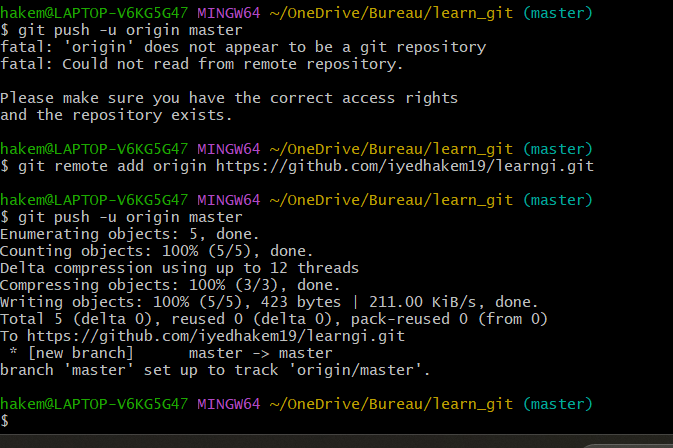 hakem@LAPTOP-V6KG5G47 MINGW64 ~/OneDrive/Bureau/learn_git (master)
$ git push -u origin master
fatal: 'origin' does not appear to be a git repository
fatal: Could not read from remote repository.

Please make sure you have the correct access rights
and the repository exists.

hakem@LAPTOP-V6KG5G47 MINGW64 ~/OneDrive/Bureau/learn_git (master)
$ git remote add origin https://github.com/iyedhakem19/learngi.git

hakem@LAPTOP-V6KG5G47 MINGW64 ~/OneDrive/Bureau/learn_git (master)
$ git push -u origin master
Enumerating objects: 5, done.
Counting objects: 100% (5/5), done.
Delta compression using up to 12 threads
Compressing objects: 100% (3/3), done.
Writing objects: 100% (5/5), 423 bytes | 211.00 KiB/s, done.
Total 5 (delta 0), reused 0 (delta 0), pack-reused 0 (from 0)
To https://github.com/iyedhakem19/learngi.git
 * [new branch]      master -> master
branch 'master' set up to track 'origin/master'.

hakem@LAPTOP-V6KG5G47 MINGW64 ~/OneDrive/Bureau/learn_git (master)
$